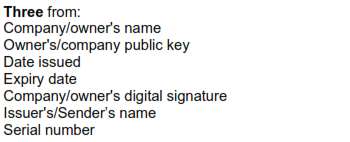 Three from:
Company/owner's name
Owner's/company public key
Date issued
Expiry date
Company/owner's digital signature
Issuer's/Sender’s name
Serial number